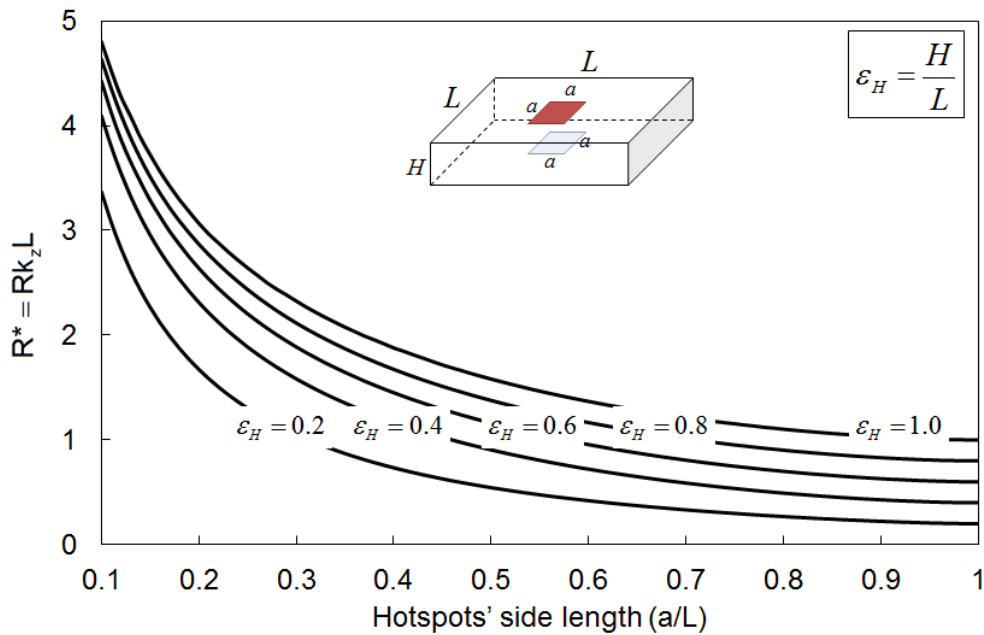 5
4
3
2
1
0
R* = Rk_zL
ε_H = H/L
L
L
a
a
a
a
H
ε_H = 0.2
ε_H = 0.4
ε_H = 0.6
ε_H = 0.8
ε_H = 1.0
0.1 0.2 0.3 0.4 0.5 0.6 0.7 0.8 0.9 1
Hotspots' side length (a/L)